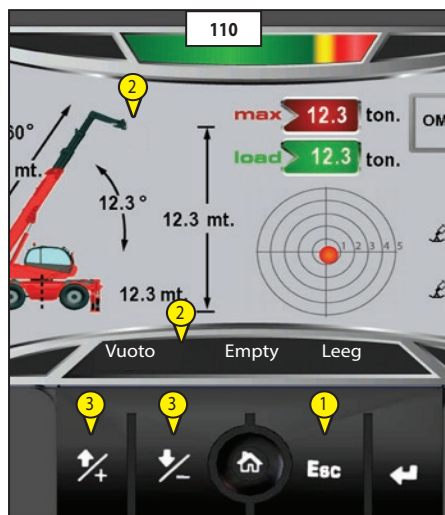 110
2
max 12.3 ton.
OM
60°
load 12.3 ton.
mt.
12.3 °
12.3 mt.
1 2 3 4 5
12.3 mt.
2
Vuoto Empty Leeg
3 3 1
+ - Esc